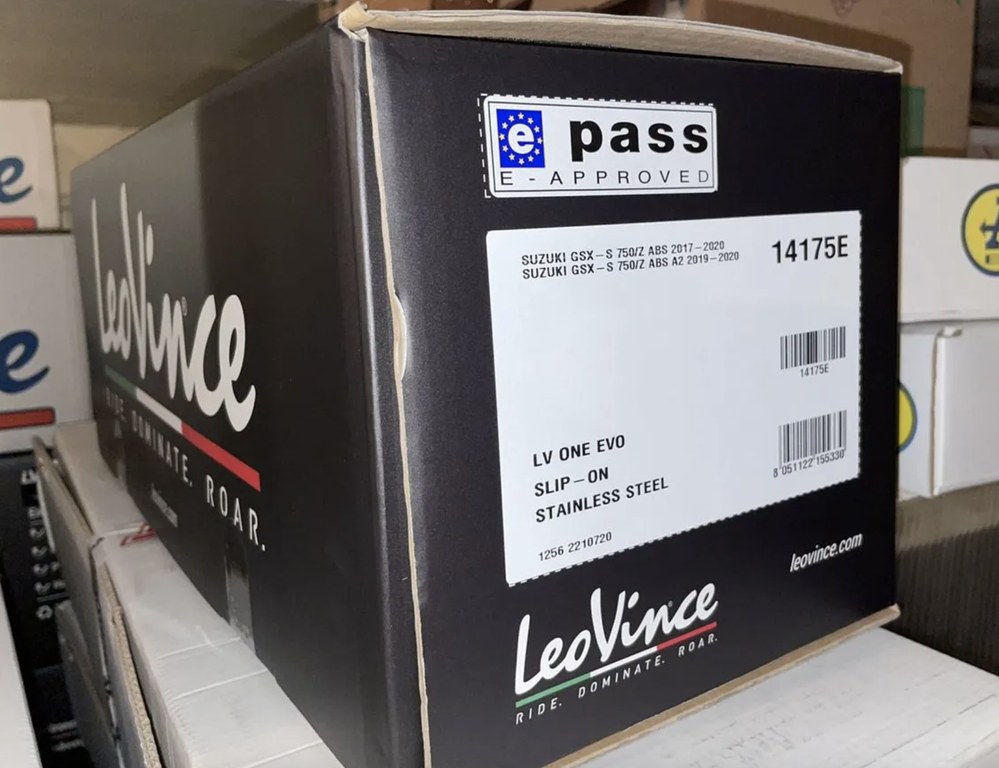 e pass
E-APPROVED
SUZUKI GSX-S 750/Z ABS 2017-2020
SUZUKI GSX-S 750/Z ABS A2 2019-2020
14175E
14175E
LV ONE EVO
SLIP-ON
STAINLESS STEEL
8 051122 155330
1256 2210720
leovince.com
LeoVince
RIDE. DOMINATE. ROAR.
LeoVince
RIDE. DOMINATE. ROAR.
leovince.com
e
e